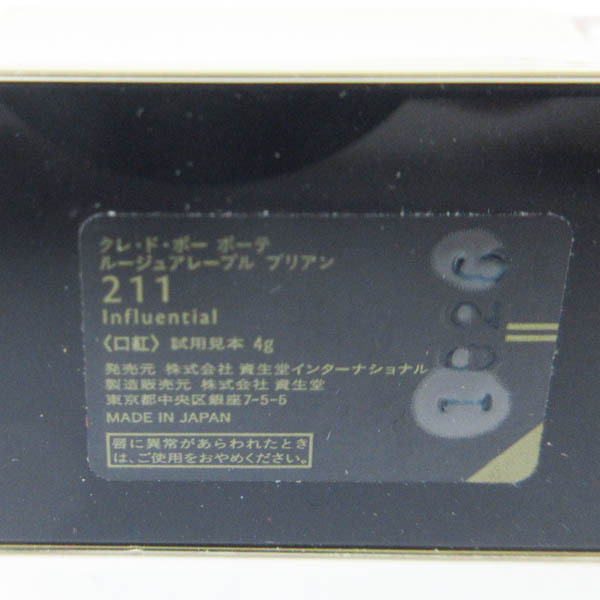 クレ・ド・ポー ボーテ
ルージュアレーブル ブリアン
211
Influential
〈口紅〉 試用見本 4g
発売元 株式会社 資生堂インターナショナル
製造販売元 株式会社 資生堂
東京都中央区銀座7-5-5
MADE IN JAPAN
唇に異常があらわれたとき
は、ご使用をおやめください。
1826